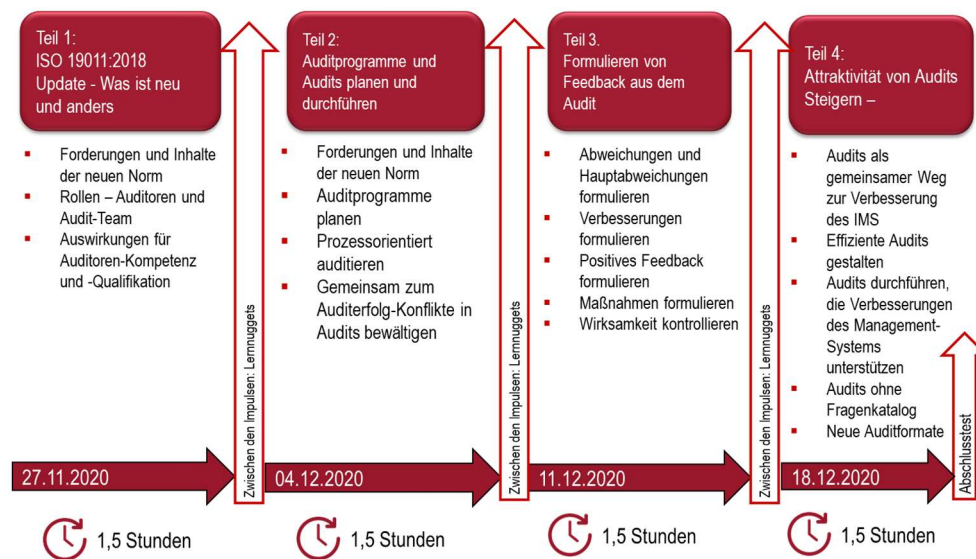 Teil 1:
ISO 19011:2018
Update - Was ist neu
und anders
▪ Forderungen und Inhalte
der neuen Norm
▪ Rollen – Auditoren und
Audit-Team
▪ Auswirkungen für
Auditoren-Kompetenz
und -Qualifikation
27.11.2020
1,5 Stunden
Zwischen den Impulsen: Lernnuggets
Teil 2:
Auditprogramme und
Audits planen und
durchführen
▪ Forderungen und Inhalte
der neuen Norm
▪ Auditprogramme
planen
▪ Prozessorientiert
auditieren
▪ Gemeinsam zum
Auditerfolg-Konflikte in
Audits bewältigen
04.12.2020
1,5 Stunden
Zwischen den Impulsen: Lernnuggets
Teil 3.
Formulieren von
Feedback aus dem
Audit
▪ Abweichungen und
Hauptabweichungen
formulieren
▪ Verbesserungen
formulieren
▪ Positives Feedback
formulieren
▪ Maßnahmen formulieren
▪ Wirksamkeit kontrollieren
11.12.2020
1,5 Stunden
Zwischen den Impulsen: Lernnuggets
Teil 4:
Attraktivität von Audits
Steigern –
▪ Audits als
gemeinsamer Weg
zur Verbesserung
des IMS
▪ Effiziente Audits
gestalten
▪ Audits durchführen,
die Verbesserungen
des Management-
Systems
unterstützen
▪ Audits ohne
Fragenkatalog
▪ Neue Auditformate
18.12.2020
1,5 Stunden
Abschlusstest